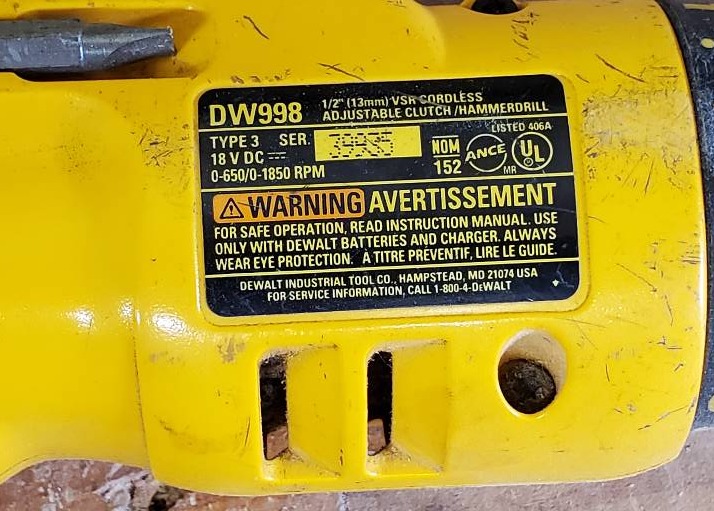 DW998 1/2" (13mm) VSR CORDLESS
ADJUSTABLE CLUTCH /HAMMERDRILL
LISTED 406A
TYPE 3 SER.
18 V DC
0-650/0-1850 RPM
NOM
152
ANCE
MR
UL
WARNING AVERTISSEMENT
FOR SAFE OPERATION, READ INSTRUCTION MANUAL. USE
ONLY WITH DEWALT BATTERIES AND CHARGER. ALWAYS
WEAR EYE PROTECTION. À TITRE PRÉVENTIF, LIRE LE GUIDE.
DEWALT INDUSTRIAL TOOL CO., HAMPSTEAD, MD 21074 USA
FOR SERVICE INFORMATION, CALL 1-800-4-DEWALT